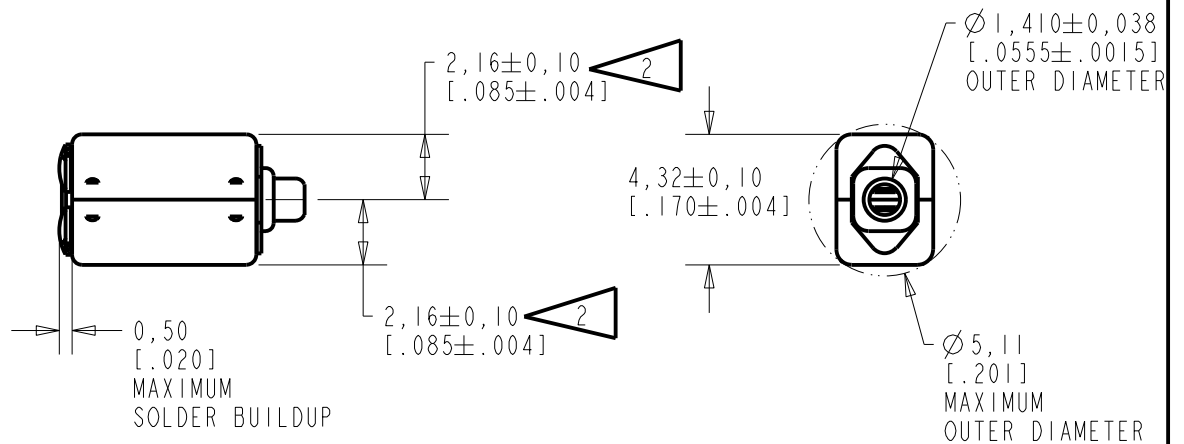 2,16±0,10
[.085±.004]
2
Ø1,410±0,038
[.0555±.0015]
OUTER DIAMETER
4,32±0,10
[.170±.004]
2,16±0,10
[.085±.004]
2
0,50
[.020]
MAXIMUM
SOLDER BUILDUP
Ø5,11
[.201]
MAXIMUM
OUTER DIAMETER